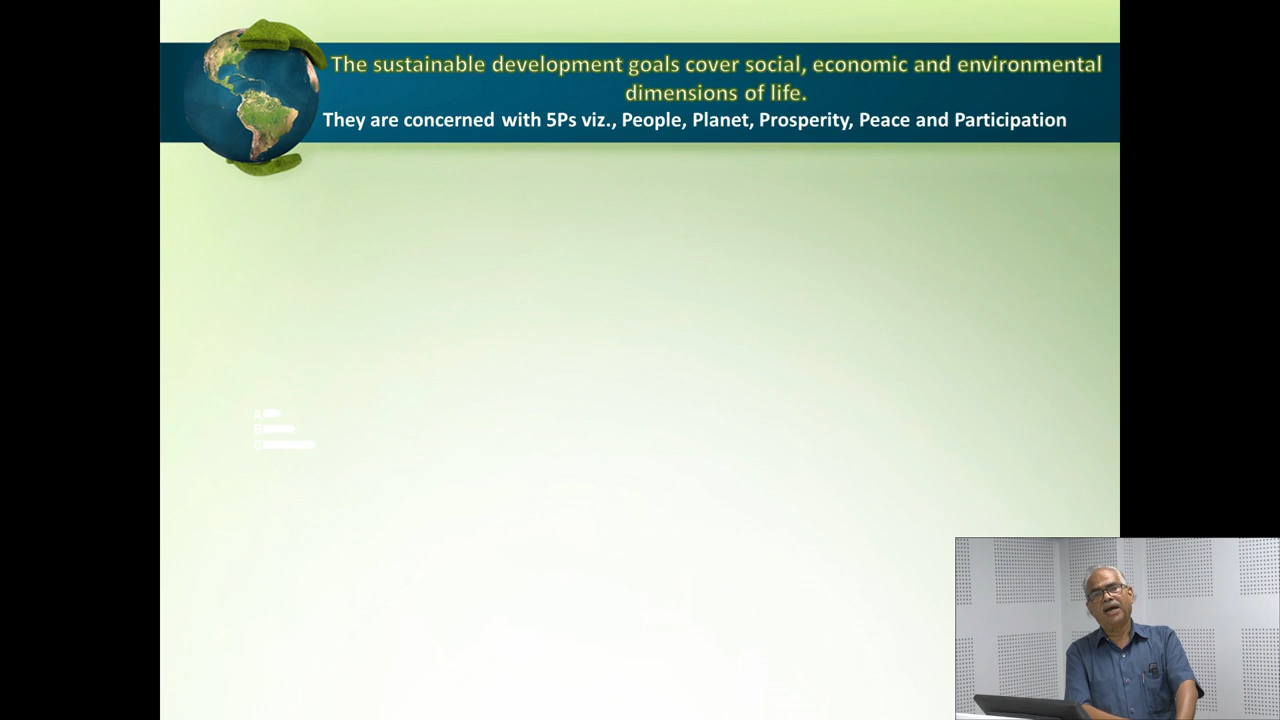 The sustainable development goals cover social, economic and environmental
dimensions of life.
They are concerned with 5Ps viz., People, Planet, Prosperity, Peace and Participation
A
B
C